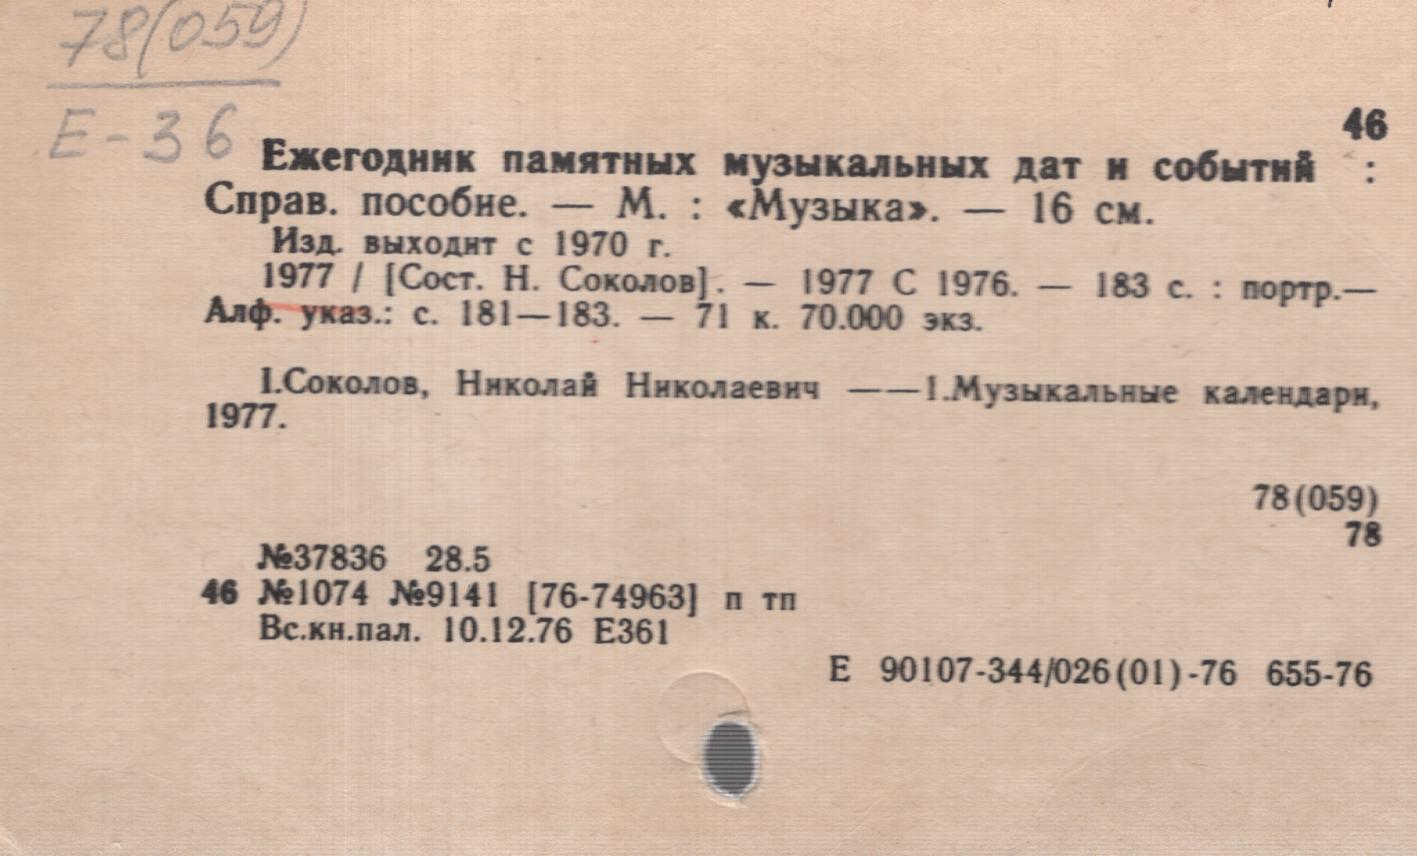 78(059)
Е-36
46
Ежегодник памятных музыкальных дат и событий :
Справ. пособие. — М. : «Музыка». — 16 см.
Изд. выходит с 1970 г.
1977 / [Сост. Н. Соколов]. — 1977 С 1976. — 183 с. : портр.—
Алф. указ.: с. 181—183. — 71 к. 70.000 экз.
I.Соколов, Николай Николаевич ——1.Музыкальные календари,
1977.
78(059)
78
№37836 28.5
46 №1074 №9141 [76-74963] п тп
Вс.кн.пал. 10.12.76 Е361
Е 90107-344/026(01)-76 655-76